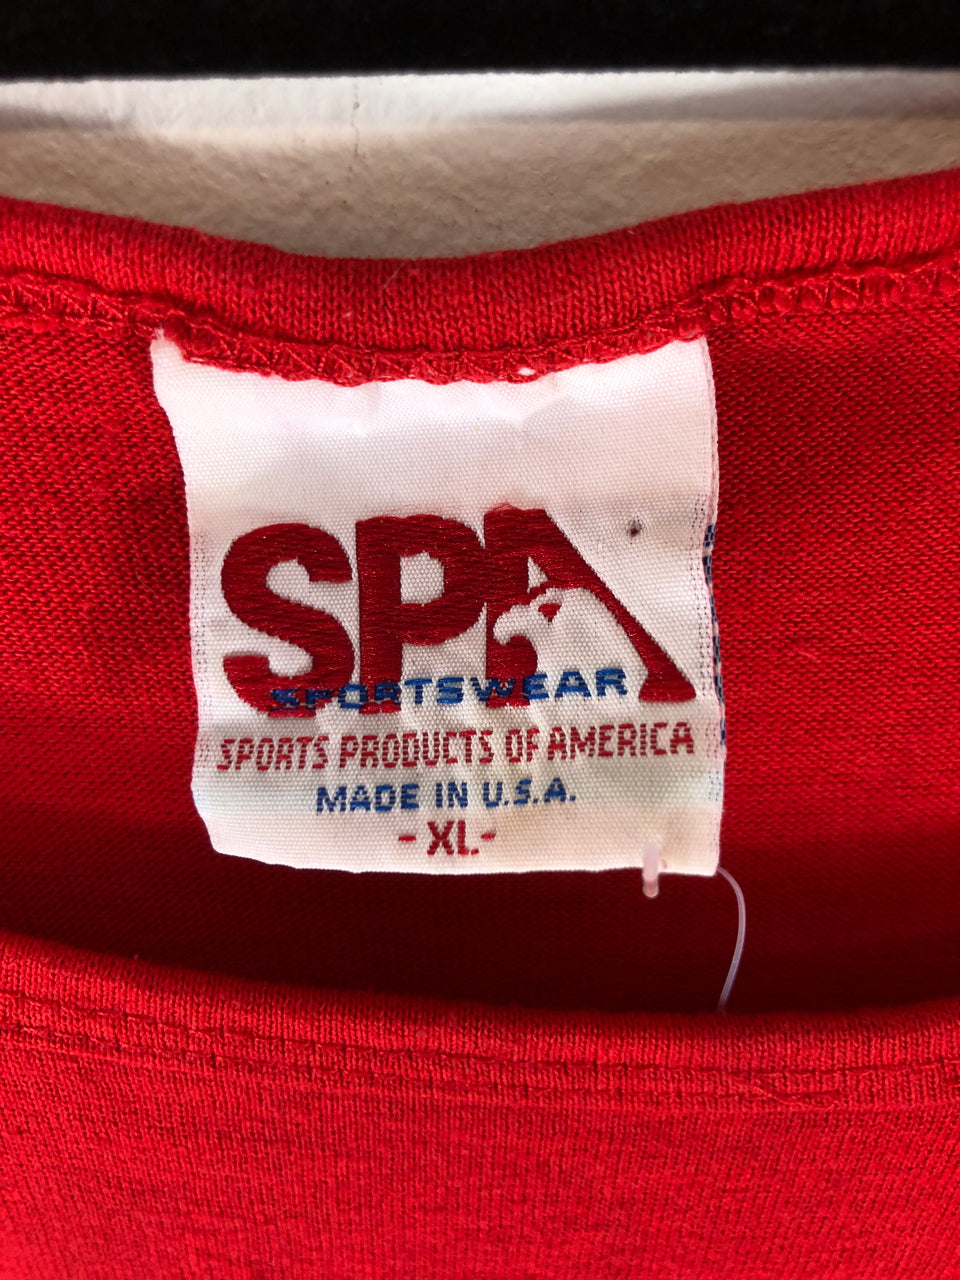 SPA
SPORTSWEAR
SPORTS PRODUCTS OF AMERICA
MADE IN U.S.A.
-XL-